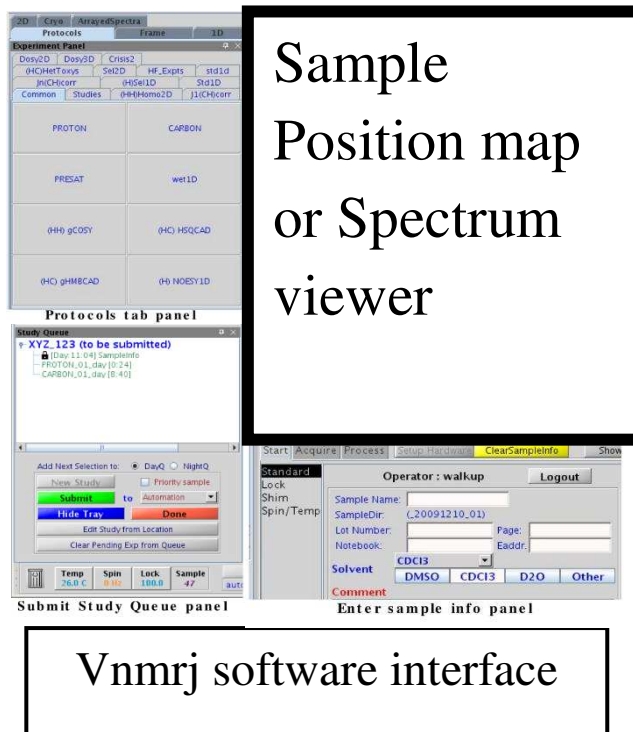 2D Cryo ArrayedSpectra
Protocols Frame 1D
Experiment Panel
Dosy2D Dosy3D Crisis2
(HC)HetToxys Sel2D HF_Expts std1d
Jn(CH)corr (H)Sel1D Std1D
Common Studies (HH)Homo2D J1(CH)corr
PROTON CARBON
PRESAT wet1D
(HH) gCOSY (HC) HSQCAD
(HC) gHMBCAD (H) NOESY1D
Protocols tab panel
Sample
Position map
or Spectrum
viewer
Study Queue
XYZ_123 (to be submitted)
[Day 11:04] SampleInfo
PROTON_01_day [0:24]
CARBON_01_day [8:40]
Add Next Selection to: DayQ NightQ
New Study Priority sample
Submit to Automation
Hide Tray Done
Edit Study from Location
Clear Pending Exp from Queue
Temp Spin Lock Sample
26.0 C 0 Hz 100.0 47 aut
Submit Study Queue panel
Start Acquire Process Setup Hardware ClearSampleInfo Show
Standard
Lock
Shim
Spin/Temp
Operator : walkup Logout
Sample Name:
SampleDir: (_20091210_01)
Lot Number: Page:
Notebook: Eaddr:
Solvent CDCl3
DMSO CDCl3 D2O Other
Comment
Enter sample info panel
Vnmrj software interface